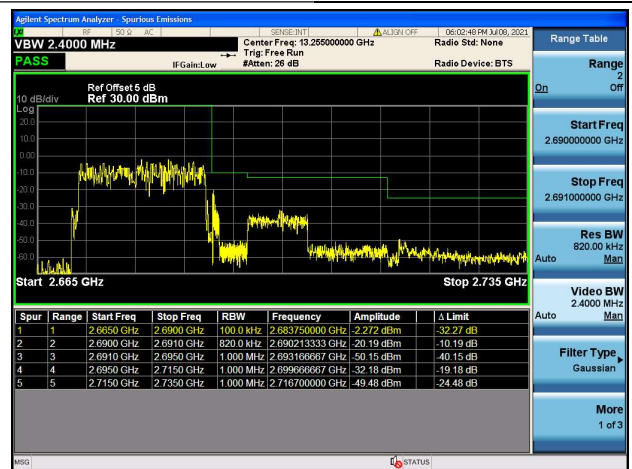 Agilent Spectrum Analyzer - Spurious Emissions
RF 50 Ω AC SENSE:INT ALIGN OFF 06:02:48 PM Jul 08, 2021
VBW 2.4000 MHz Center Freq: 13.255000000 GHz Radio Std: None
Trig: Free Run
PASS IFGain:Low #Atten: 26 dB Radio Device: BTS
Ref Offset 5 dB
10 dB/div Ref 30.00 dBm
Log
20.0
10.0
0.00
-10.0
-20.0
-30.0
-40.0
-50.0
-60.0
Start 2.665 GHz Stop 2.735 GHz
Spur Range Start Freq Stop Freq RBW Frequency Amplitude Δ Limit
1 1 2.6650 GHz 2.6900 GHz 100.0 kHz 2.683750000 GHz -2.272 dBm -32.27 dB
2 2 2.6900 GHz 2.6910 GHz 820.0 kHz 2.690213333 GHz -20.19 dBm -10.19 dB
3 3 2.6910 GHz 2.6950 GHz 1.000 MHz 2.693166667 GHz -50.15 dBm -40.15 dB
4 4 2.6950 GHz 2.7150 GHz 1.000 MHz 2.699666667 GHz -32.18 dBm -19.18 dB
5 5 2.7150 GHz 2.7350 GHz 1.000 MHz 2.716700000 GHz -49.48 dBm -24.48 dB
MSG STATUS
Range Table
Range
2
On Off
Start Freq
2.690000000 GHz
Stop Freq
2.691000000 GHz
Res BW
820.00 kHz
Auto Man
Video BW
2.4000 MHz
Auto Man
Filter Type
Gaussian
More
1 of 3